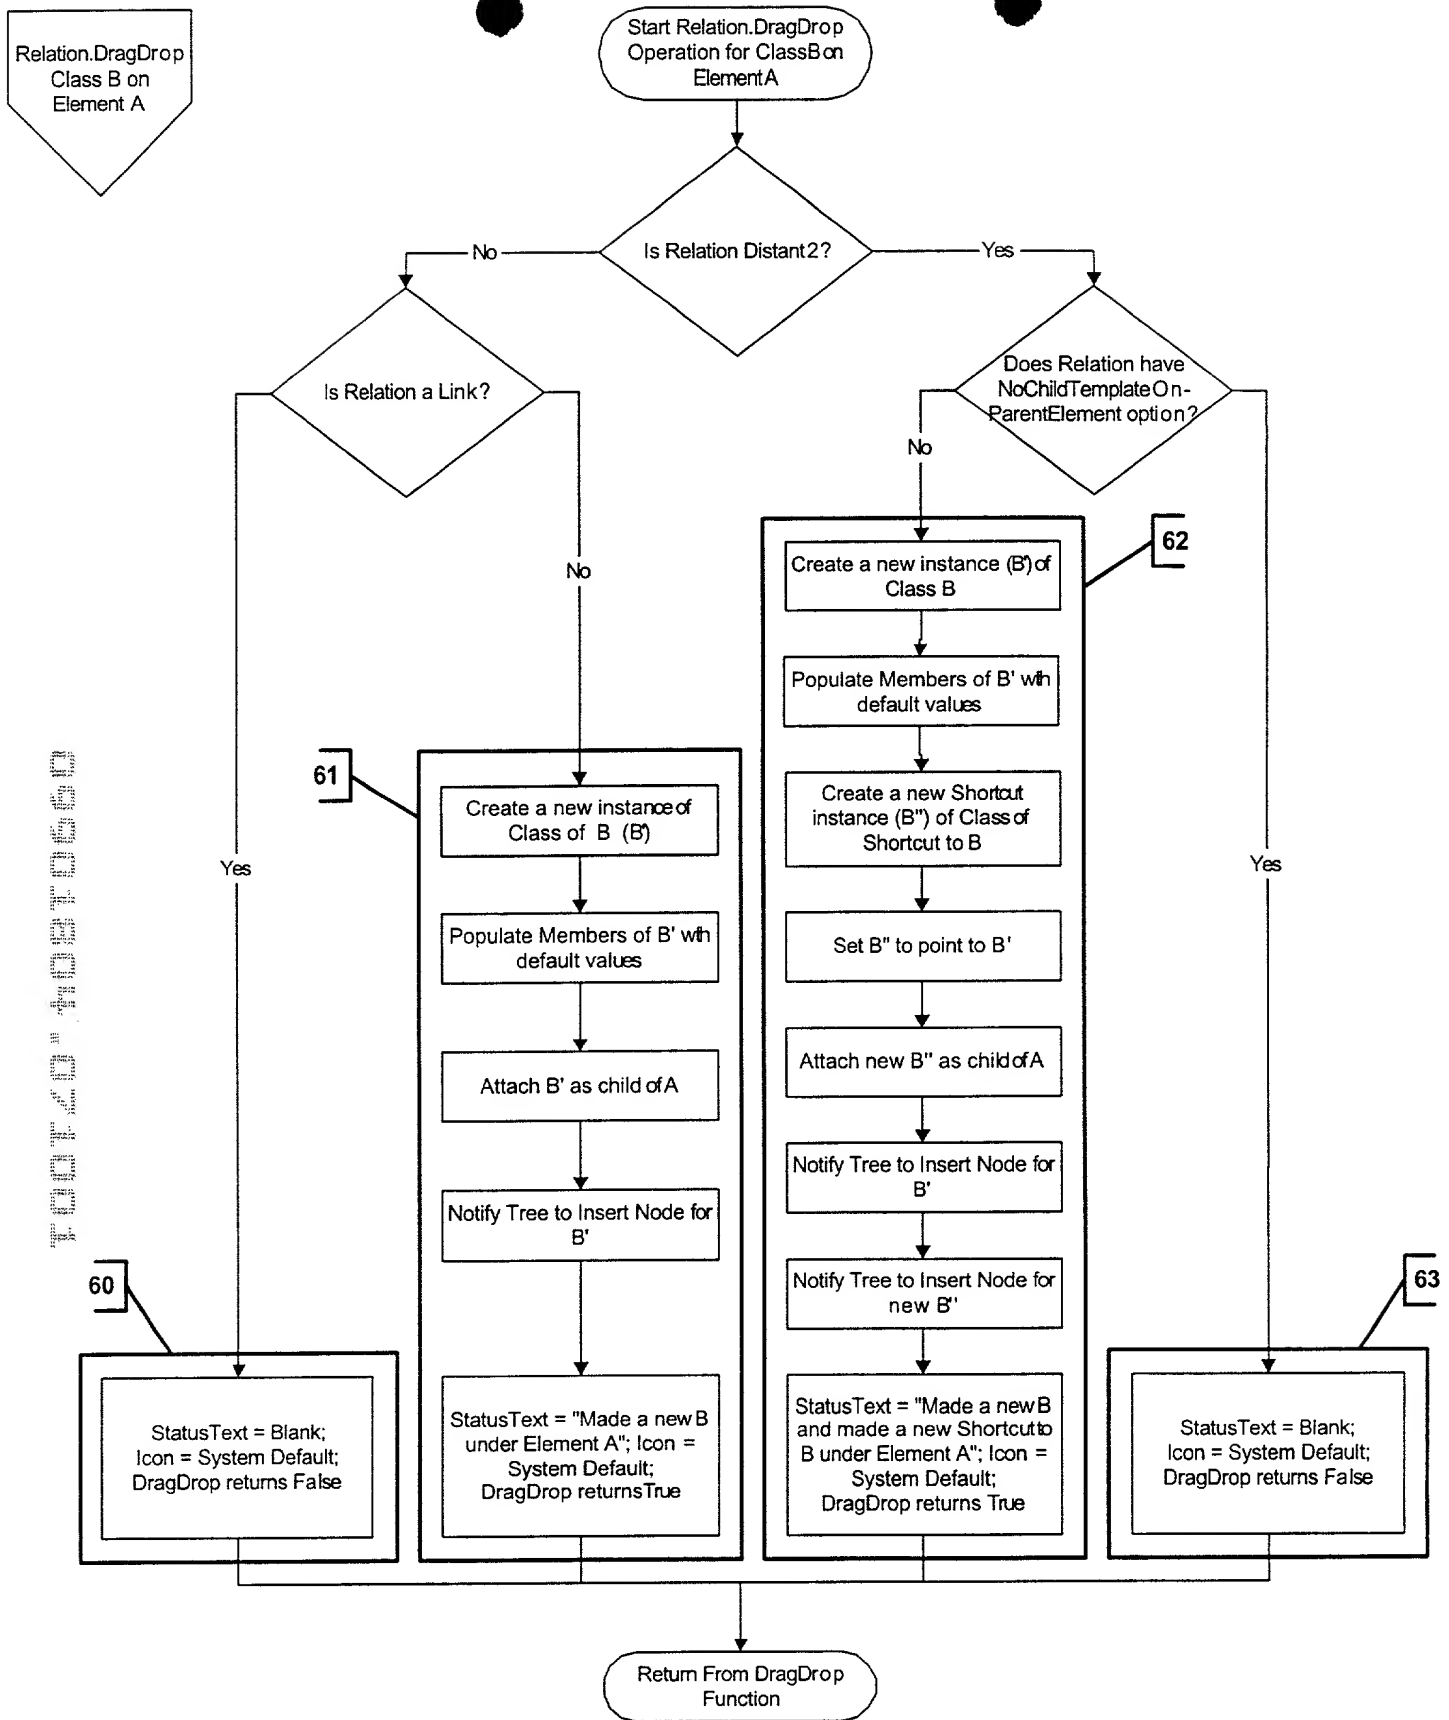 Relation.DragDrop
Class B on
Element A
Start Relation.DragDrop
Operation for ClassB on
ElementA
Is Relation Distant2?
No
Yes
Is Relation a Link?
Does Relation have
NoChildTemplateOn-
ParentElement option?
No
No
Yes
Yes
62
Create a new instance (B') of
Class B
Populate Members of B' with
default values
Create a new Shortcut
instance (B") of Class of
Shortcut to B
Set B" to point to B'
Attach new B" as child of A
Notify Tree to Insert Node for
B'
Notify Tree to Insert Node for
new B"
StatusText = "Made a new B
and made a new Shortcut to
B under Element A"; Icon =
System Default;
DragDrop returns True
61
Create a new instance of
Class of B (B')
Populate Members of B' with
default values
Attach B' as child of A
Notify Tree to Insert Node for
B'
StatusText = "Made a new B
under Element A"; Icon =
System Default;
DragDrop returns True
60
StatusText = Blank;
Icon = System Default;
DragDrop returns False
63
StatusText = Blank;
Icon = System Default;
DragDrop returns False
Return From DragDrop
Function